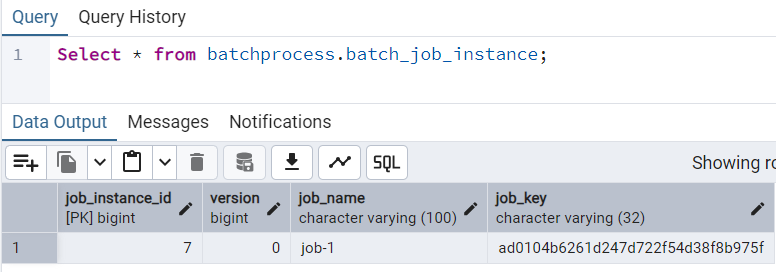 Query Query History
1 Select * from batchprocess.batch_job_instance;
Data Output Messages Notifications
SQL Showing ro
job_instance_id version job_name job_key
[PK] bigint bigint character varying (100) character varying (32)
1 7 0 job-1 ad0104b6261d247d722f54d38f8b975f